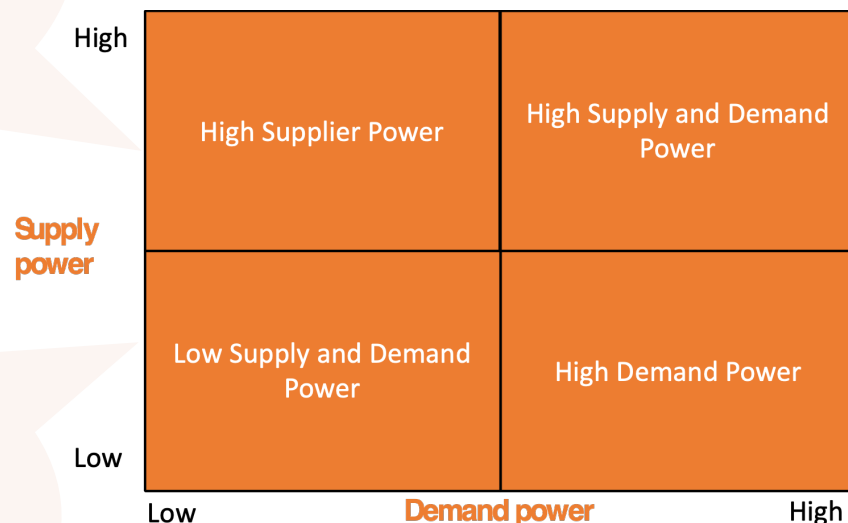 High
High Supplier Power
High Supply and Demand
Power
Supply
power
Low Supply and Demand
Power
High Demand Power
Low
Low
Demand power
High